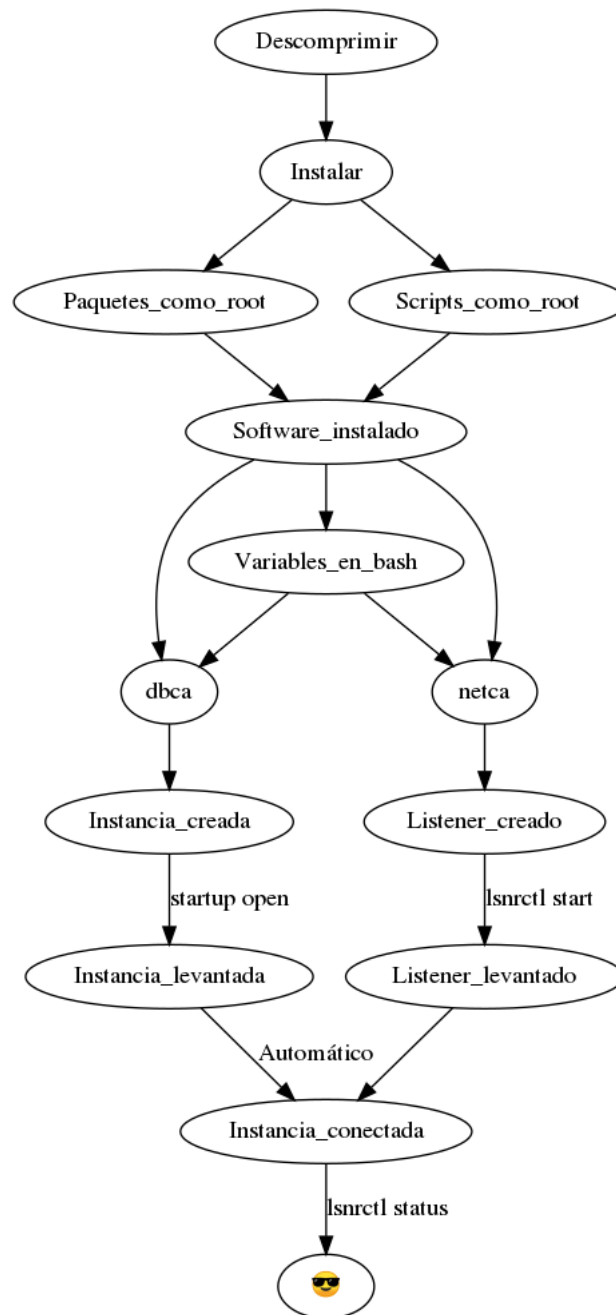 Descomprimir
Instalar
Paquetes_como_root
Scripts_como_root
Software_instalado
Variables_en_bash
dbca
netca
Instancia_creada
Listener_creado
startup open
lsnrctl start
Instancia_levantada
Listener_levantado
Automático
Instancia_conectada
lsnrctl status
😎